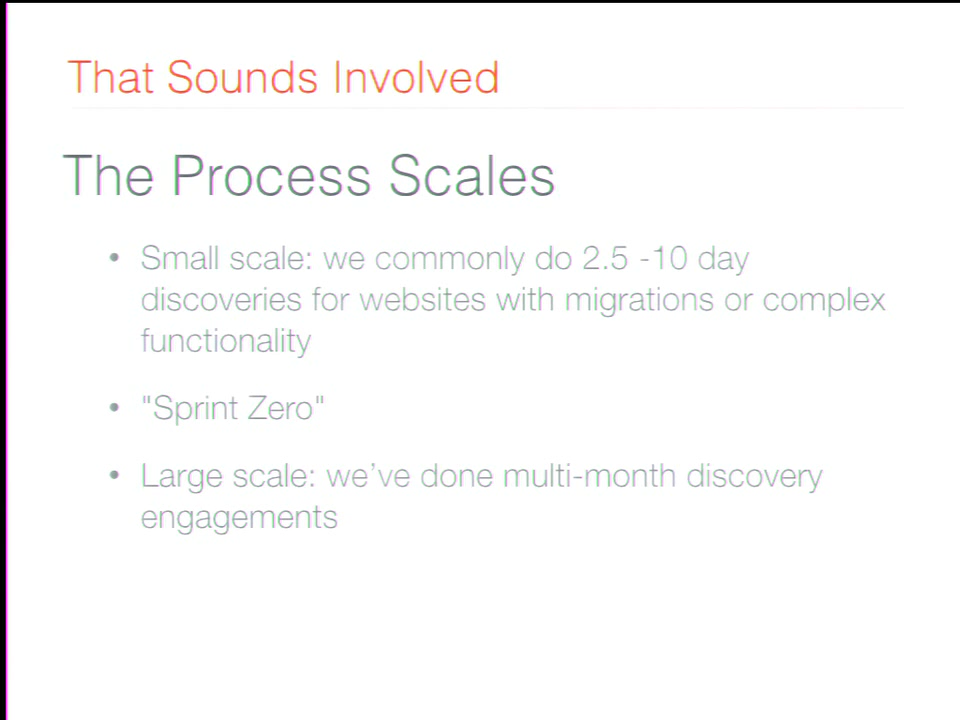 That Sounds Involved
The Process Scales
• Small scale: we commonly do 2.5 -10 day
discoveries for websites with migrations or complex
functionality
• "Sprint Zero"
• Large scale: we’ve done multi-month discovery
engagements